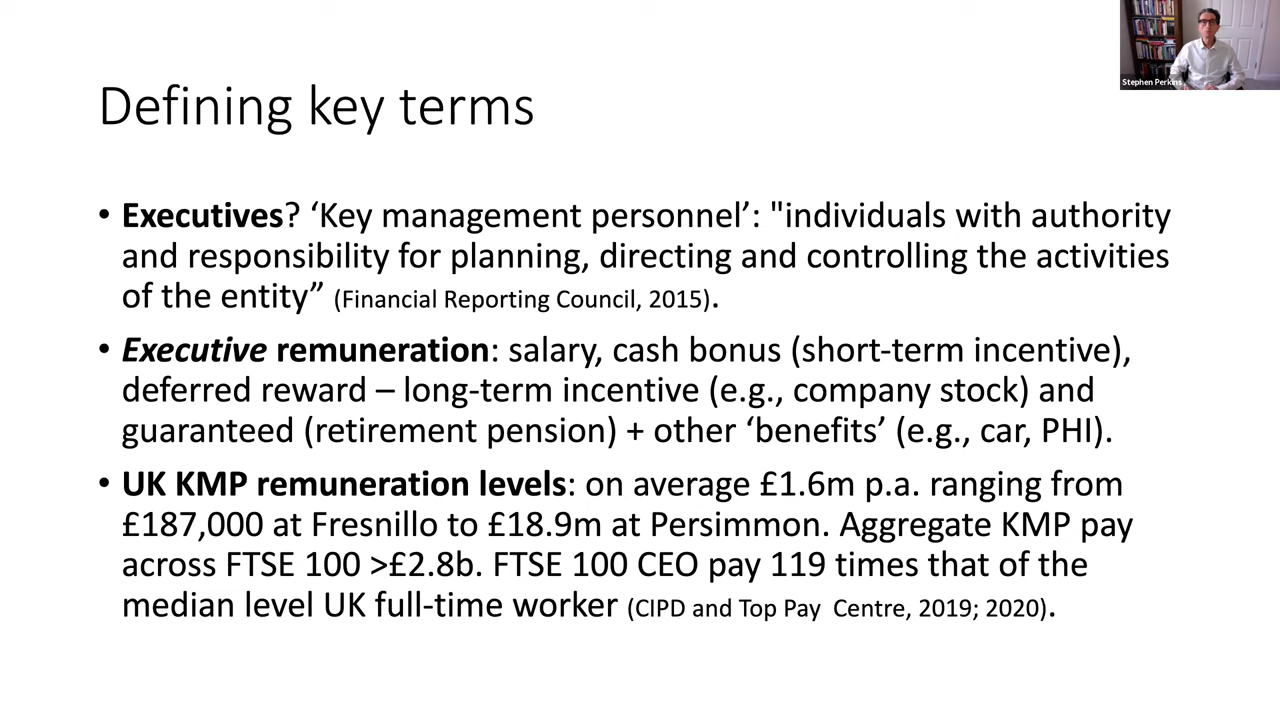 Stephen Perkins
Defining key terms
• Executives? ‘Key management personnel’: "individuals with authority
and responsibility for planning, directing and controlling the activities
of the entity” (Financial Reporting Council, 2015).
• Executive remuneration: salary, cash bonus (short-term incentive),
deferred reward – long-term incentive (e.g., company stock) and
guaranteed (retirement pension) + other ‘benefits’ (e.g., car, PHI).
• UK KMP remuneration levels: on average £1.6m p.a. ranging from
£187,000 at Fresnillo to £18.9m at Persimmon. Aggregate KMP pay
across FTSE 100 >£2.8b. FTSE 100 CEO pay 119 times that of the
median level UK full-time worker (CIPD and Top Pay Centre, 2019; 2020).